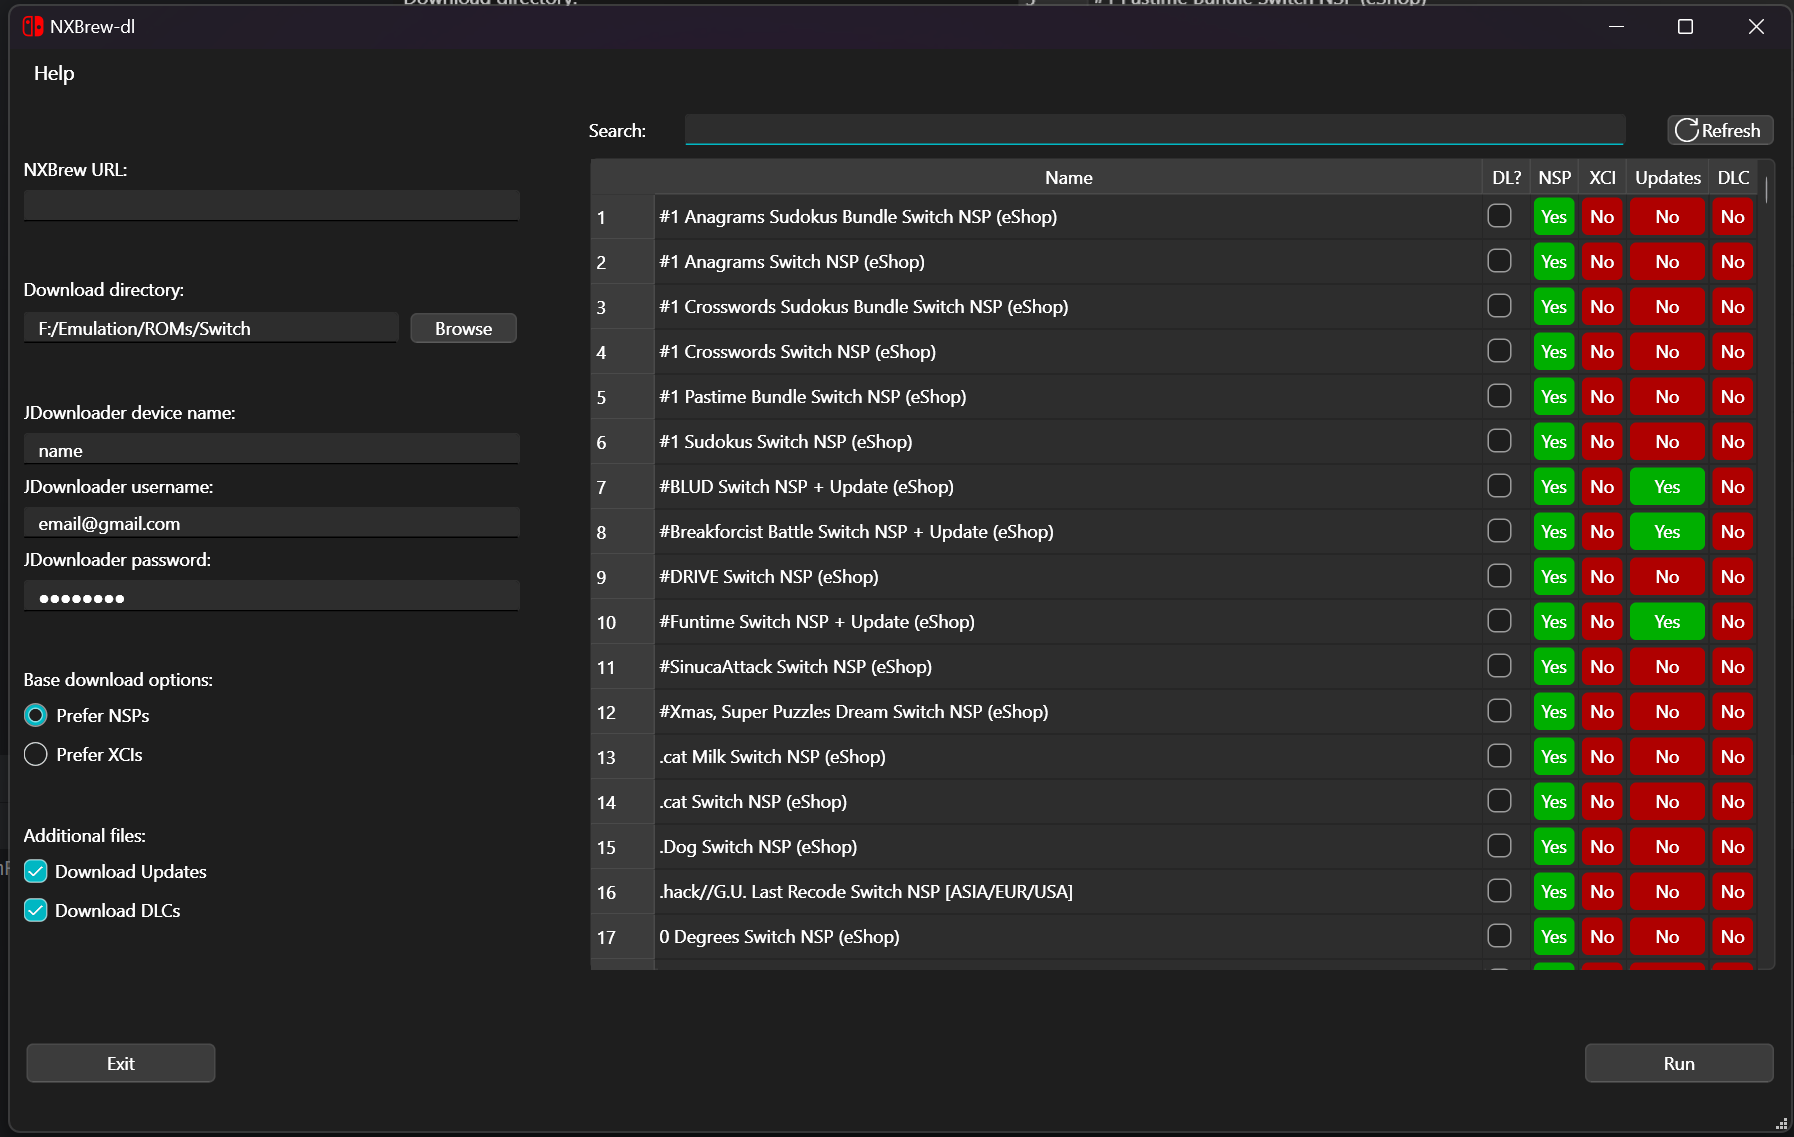 Download directory:
5 #1 Pastime Bundle Switch NSP (eShop)
NXBrew-dl
Help
NXBrew URL:
Download directory:
F:/Emulation/ROMs/Switch Browse
JDownloader device name:
name
JDownloader username:
email@gmail.com
JDownloader password:
●●●●●●●●
Base download options:
Prefer NSPs
Prefer XCIs
Additional files:
Download Updates
Download DLCs
Exit
Search: Refresh
Name DL? NSP XCI Updates DLC
1 #1 Anagrams Sudokus Bundle Switch NSP (eShop) Yes No No No
2 #1 Anagrams Switch NSP (eShop) Yes No No No
3 #1 Crosswords Sudokus Bundle Switch NSP (eShop) Yes No No No
4 #1 Crosswords Switch NSP (eShop) Yes No No No
5 #1 Pastime Bundle Switch NSP (eShop) Yes No No No
6 #1 Sudokus Switch NSP (eShop) Yes No No No
7 #BLUD Switch NSP + Update (eShop) Yes No Yes No
8 #Breakforcist Battle Switch NSP + Update (eShop) Yes No Yes No
9 #DRIVE Switch NSP (eShop) Yes No No No
10 #Funtime Switch NSP + Update (eShop) Yes No Yes No
11 #SinucaAttack Switch NSP (eShop) Yes No No No
12 #Xmas, Super Puzzles Dream Switch NSP (eShop) Yes No No No
13 .cat Milk Switch NSP (eShop) Yes No No No
14 .cat Switch NSP (eShop) Yes No No No
15 .Dog Switch NSP (eShop) Yes No No No
16 .hack//G.U. Last Recode Switch NSP [ASIA/EUR/USA] Yes No No No
17 0 Degrees Switch NSP (eShop) Yes No No No
Run